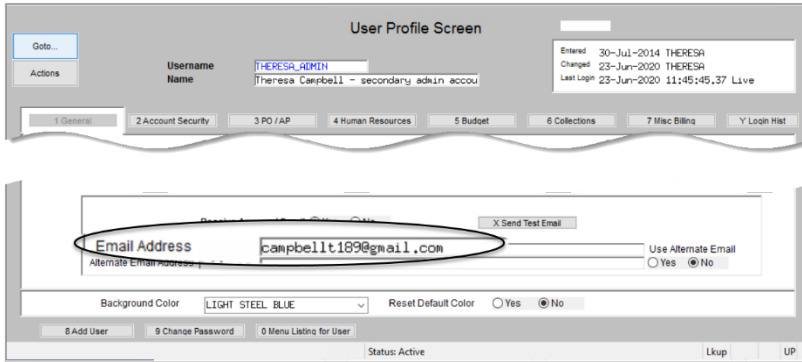 User Profile Screen
Goto...
Actions
Username THERESA_ADMIN
Name Theresa Campbell - secondary admin accou
Entered 30-Jul-2014 THERESA
Changed 23-Jun-2020 THERESA
Last Login 23-Jun-2020 11:45:45.37 Live
1 General 2 Account Security 3 PO / AP 4 Human Resources 5 Budget 6 Collections 7 Misc Billing Y Login Hist
X Send Test Email
Email Address campbellt189@gmail.com
Alternate Email Address
Use Alternate Email
Yes No
Background Color LIGHT STEEL BLUE Reset Default Color Yes No
8 Add User 9 Change Password 0 Menu Listing for User
Status: Active Lkup UP